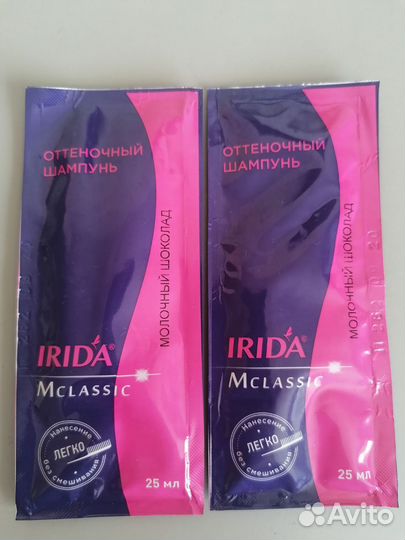 ОТТЕНОЧНЫЙ
ШАМПУНЬ
МОЛОЧНЫЙ ШОКОЛАД
IRIDA®
MCLASSIC
Нанесение
ЛЕГКО
без смешивания
25 мл
ОТТЕНОЧНЫЙ
ШАМПУНЬ
МОЛОЧНЫЙ ШОКОЛАД
IRIDA®
MCLASSIC
Нанесение
ЛЕГКО
без смешивания
25 мл
Avito